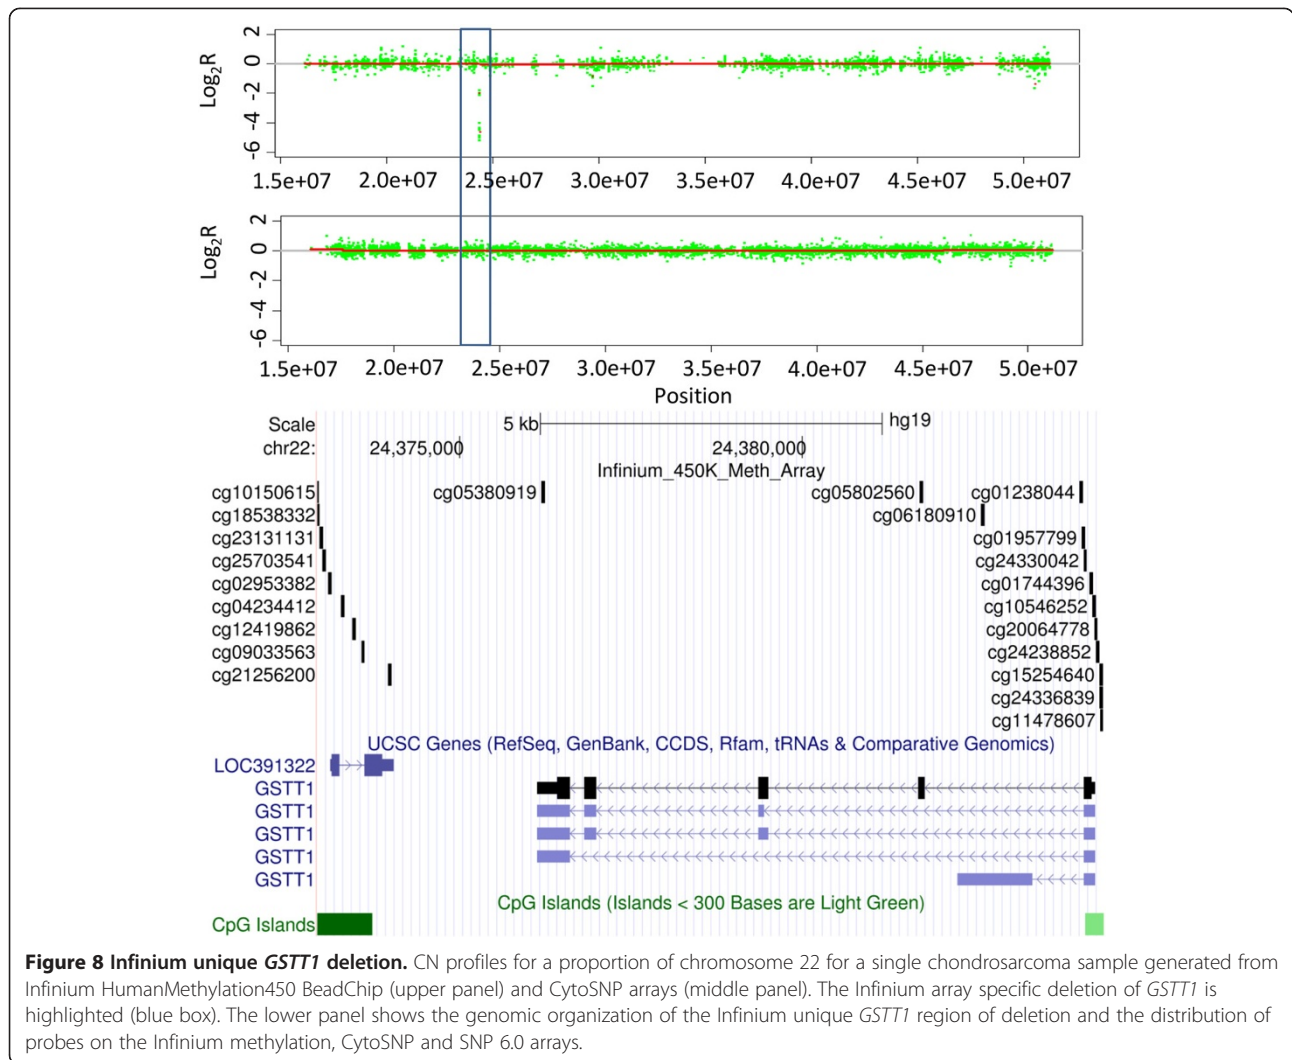 2
0
-2
-4
-6
Log2R
1.5e+07 2.0e+07 2.5e+07 3.0e+07 3.5e+07 4.0e+07 4.5e+07 5.0e+07
2
0
-2
-4
-6
Log2R
1.5e+07 2.0e+07 2.5e+07 3.0e+07 3.5e+07 4.0e+07 4.5e+07 5.0e+07
Position
Scale 5 kb hg19
chr22: 24,375,000 24,380,000
Infinium_450K_Meth_Array
cg10150615 cg05380919 cg05802560 cg01238044
cg18538332 cg06180910
cg23131131 cg01957799
cg25703541 cg24330042
cg02953382 cg01744396
cg04234412 cg10546252
cg12419862 cg20064778
cg09033563 cg24238852
cg21256200 cg15254640
cg24336839
cg11478607
UCSC Genes (RefSeq, GenBank, CCDS, Rfam, tRNAs & Comparative Genomics)
LOC391322
GSTT1
GSTT1
GSTT1
GSTT1
GSTT1
CpG Islands (Islands < 300 Bases are Light Green)
CpG Islands
Figure 8 Infinium unique GSTT1 deletion. CN profiles for a proportion of chromosome 22 for a single chondrosarcoma sample generated from
Infinium HumanMethylation450 BeadChip (upper panel) and CytoSNP arrays (middle panel). The Infinium array specific deletion of GSTT1 is
highlighted (blue box). The lower panel shows the genomic organization of the Infinium unique GSTT1 region of deletion and the distribution of
probes on the Infinium methylation, CytoSNP and SNP 6.0 arrays.